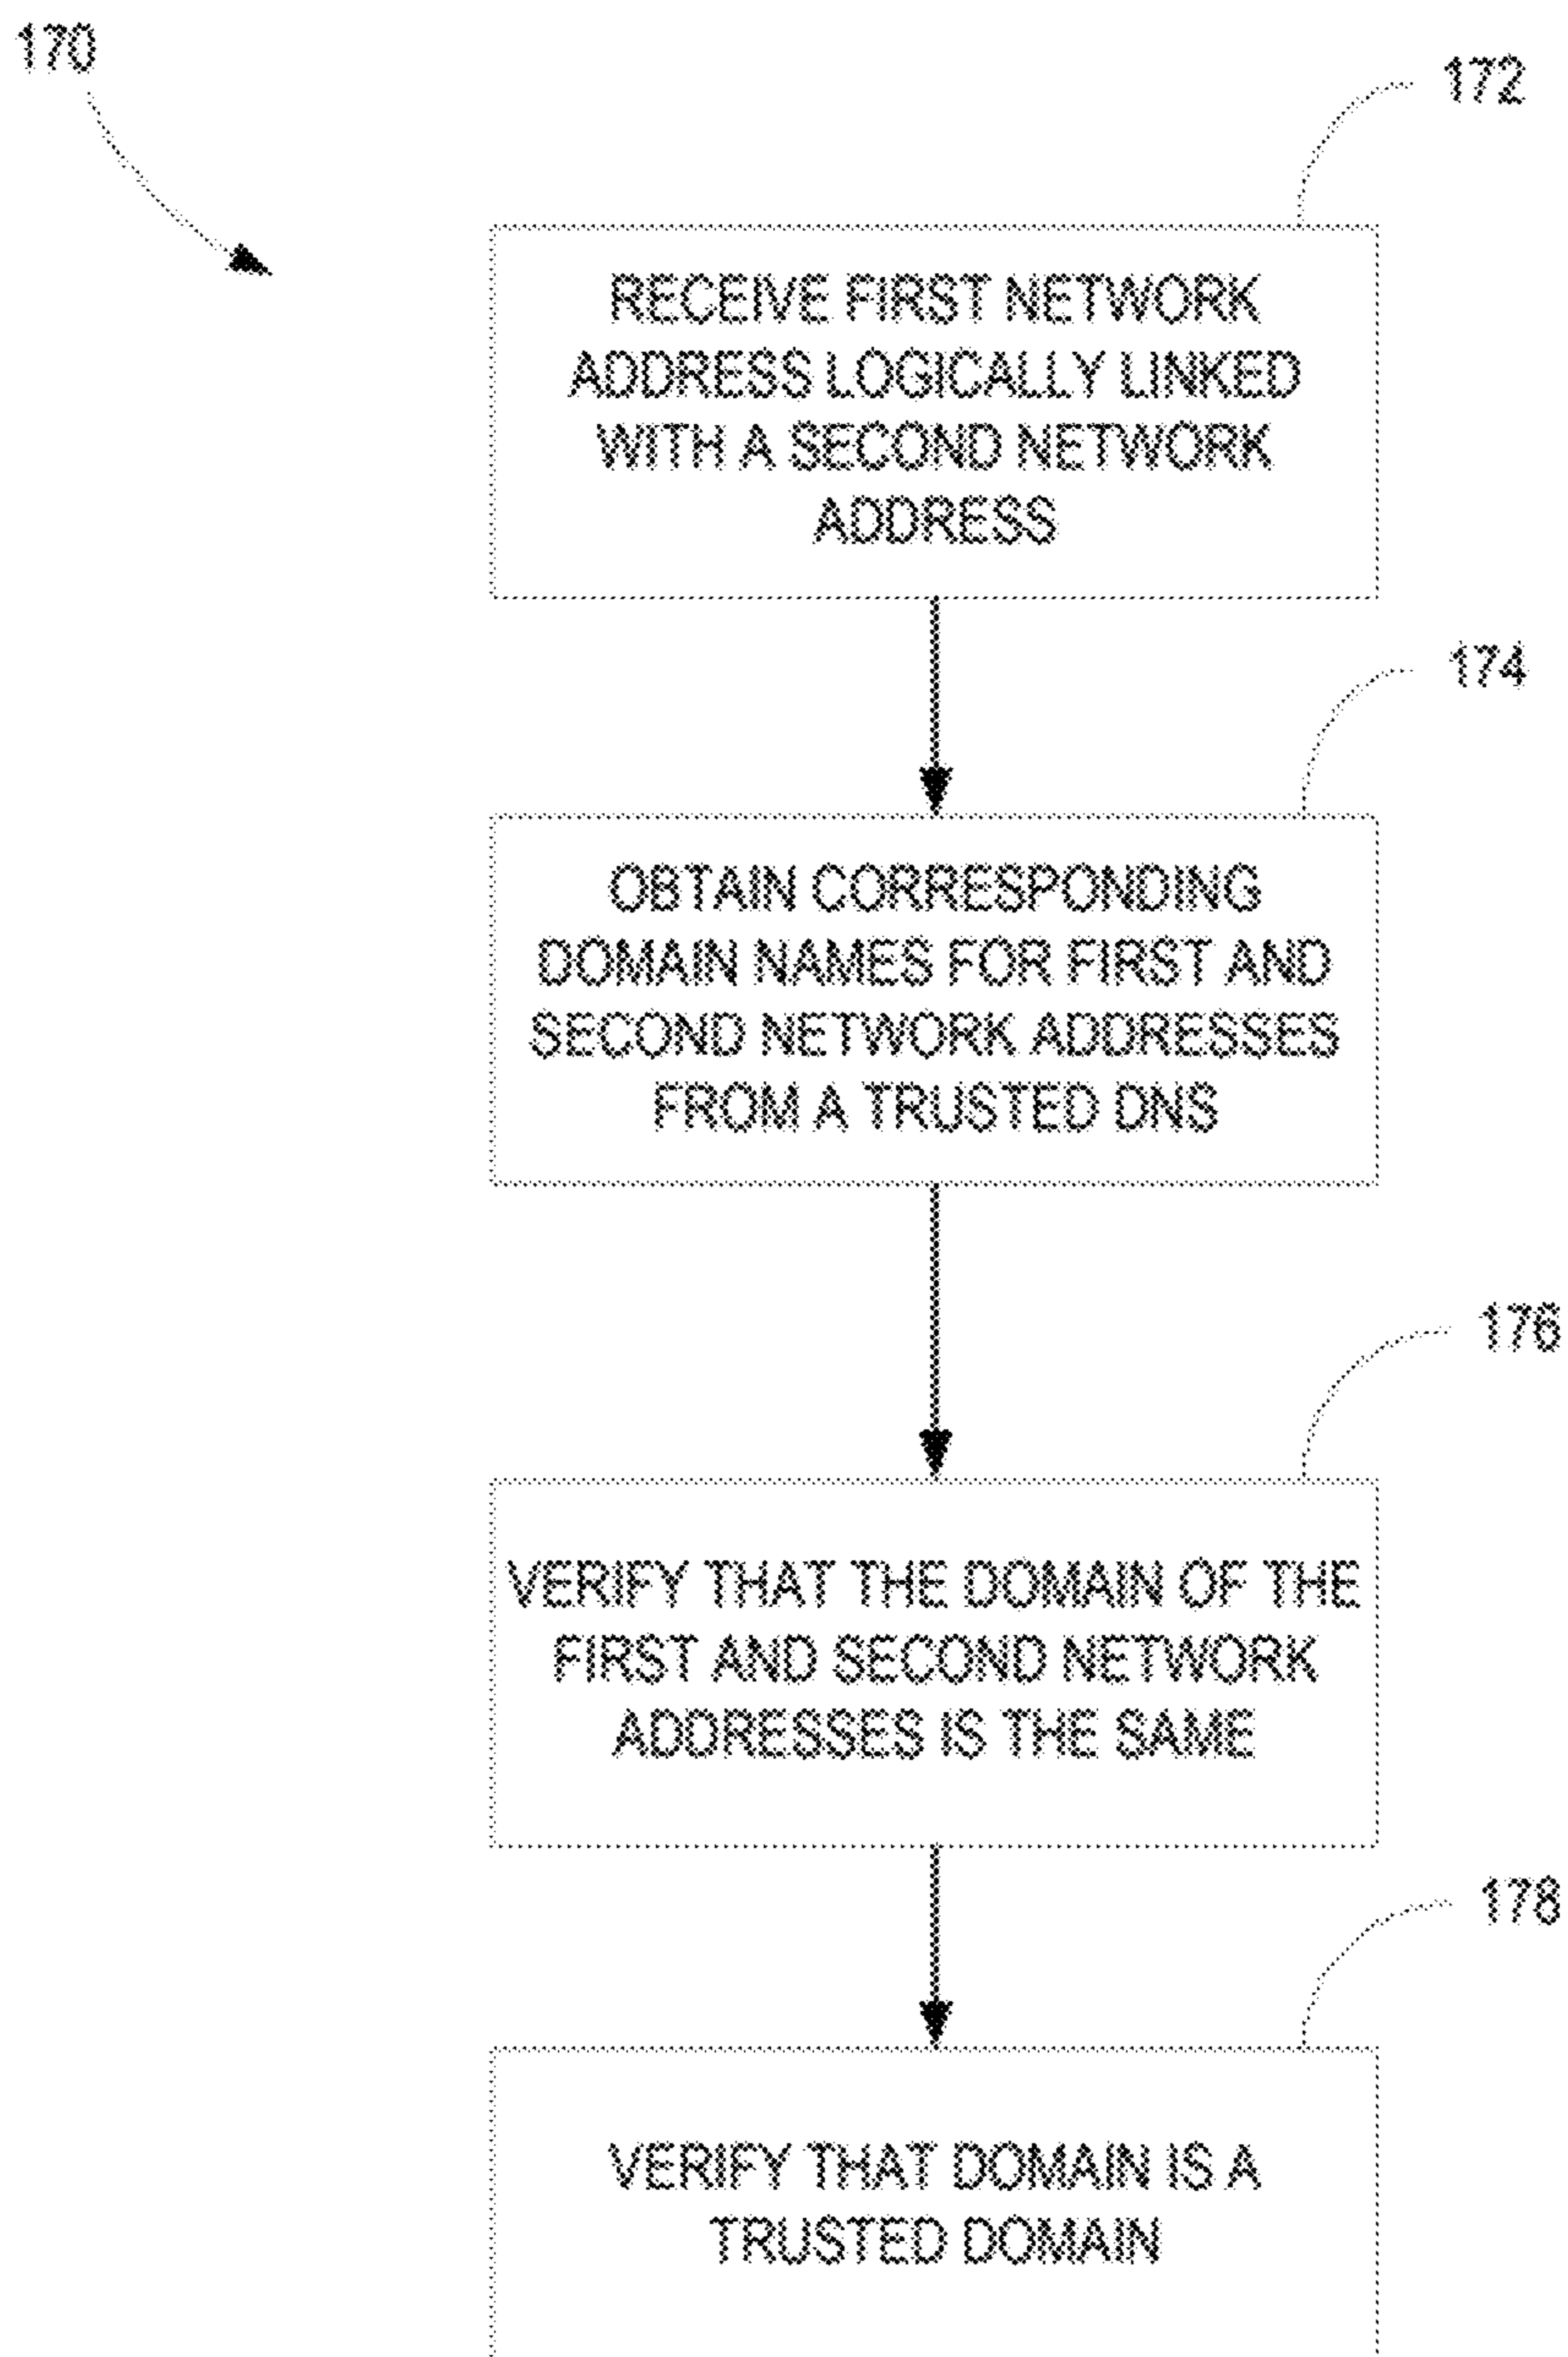 170
172
RECEIVE FIRST NETWORK
ADDRESS LOGICALLY LINKED
WITH A SECOND NETWORK
ADDRESS
174
OBTAIN CORRESPONDING
DOMAIN NAMES FOR FIRST AND
SECOND NETWORK ADDRESSES
FROM A TRUSTED DNS
176
VERIFY THAT THE DOMAIN OF THE
FIRST AND SECOND NETWORK
ADDRESSES IS THE SAME
178
VERIFY THAT DOMAIN IS A
TRUSTED DOMAIN